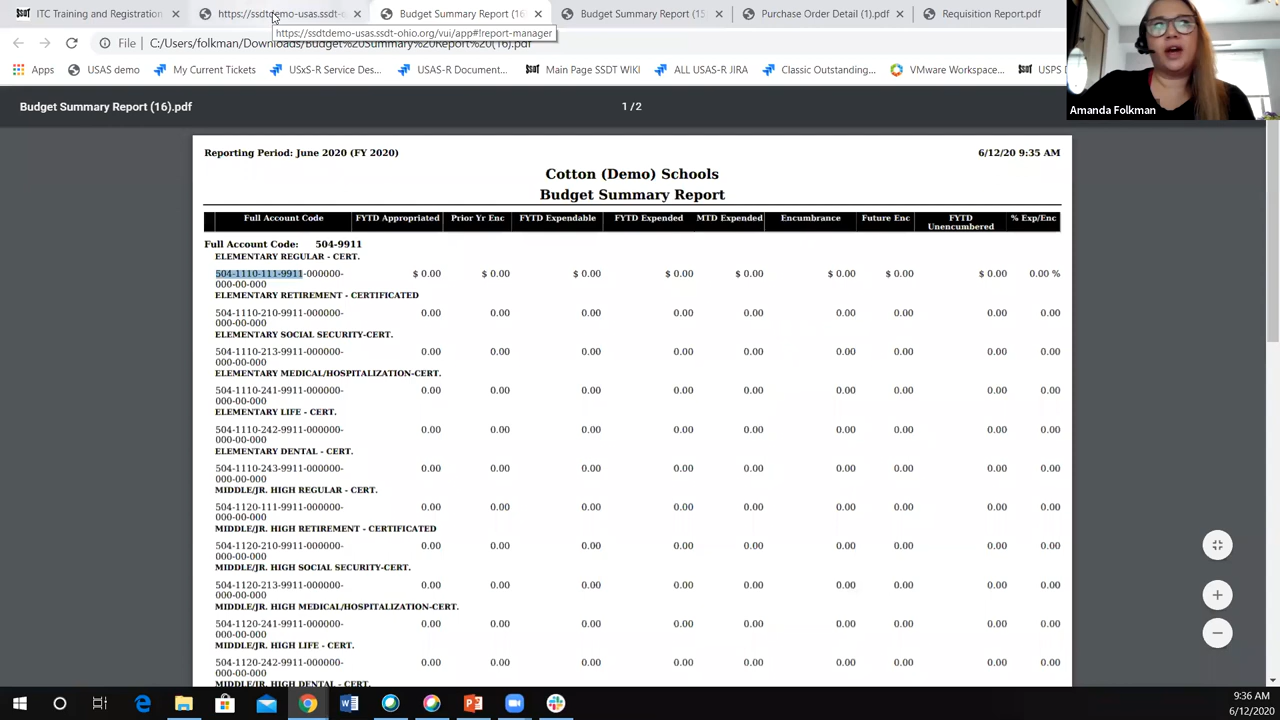 ITC Training and Registration
https://ssdtdemo-usas.ssdt-
Budget Summary Report (16
Budget Summary Report (15
Purchase Order Detail (1).pdf
Requisition Report.pdf
https://ssdtdemo-usas.ssdt-ohio.org/vui/app#!report-manager
File
C:/Users/folkman/Downloads/Budget%20Summary%20Report%20(16).pdf
Apps
USAS demo
My Current Tickets
USxS-R Service Des...
USAS-R Document...
Main Page SSDT WIKI
ALL USAS-R JIRA
Classic Outstanding...
VMware Workspace...
USPS D
Amanda Folkman
Budget Summary Report (16).pdf
1 / 2
Reporting Period: June 2020 (FY 2020)
6/12/20 9:35 AM
Cotton (Demo) Schools
Budget Summary Report
Full Account Code FYTD Appropriated Prior Yr Enc FYTD Expendable FYTD Expended MTD Expended Encumbrance Future Enc FYTD Unencumbered % Exp/Enc
Full Account Code: 504-9911
ELEMENTARY REGULAR - CERT.
504-1110-111-9911-000000- $ 0.00 $ 0.00 $ 0.00 $ 0.00 $ 0.00 $ 0.00 $ 0.00 $ 0.00 0.00 %
000-00-000
ELEMENTARY RETIREMENT - CERTIFICATED
504-1110-210-9911-000000- 0.00 0.00 0.00 0.00 0.00 0.00 0.00 0.00 0.00
000-00-000
ELEMENTARY SOCIAL SECURITY-CERT.
504-1110-213-9911-000000- 0.00 0.00 0.00 0.00 0.00 0.00 0.00 0.00 0.00
000-00-000
ELEMENTARY MEDICAL/HOSPITALIZATION-CERT.
504-1110-241-9911-000000- 0.00 0.00 0.00 0.00 0.00 0.00 0.00 0.00 0.00
000-00-000
ELEMENTARY LIFE - CERT.
504-1110-242-9911-000000- 0.00 0.00 0.00 0.00 0.00 0.00 0.00 0.00 0.00
000-00-000
ELEMENTARY DENTAL - CERT.
504-1110-243-9911-000000- 0.00 0.00 0.00 0.00 0.00 0.00 0.00 0.00 0.00
000-00-000
MIDDLE/JR. HIGH REGULAR - CERT.
504-1120-111-9911-000000- 0.00 0.00 0.00 0.00 0.00 0.00 0.00 0.00 0.00
000-00-000
MIDDLE/JR. HIGH RETIREMENT - CERTIFICATED
504-1120-210-9911-000000- 0.00 0.00 0.00 0.00 0.00 0.00 0.00 0.00 0.00
000-00-000
MIDDLE/JR. HIGH SOCIAL SECURITY-CERT.
504-1120-213-9911-000000- 0.00 0.00 0.00 0.00 0.00 0.00 0.00 0.00 0.00
000-00-000
MIDDLE/JR. HIGH MEDICAL/HOSPITALIZATION-CERT.
504-1120-241-9911-000000- 0.00 0.00 0.00 0.00 0.00 0.00 0.00 0.00 0.00
000-00-000
MIDDLE/JR. HIGH LIFE - CERT.
504-1120-242-9911-000000- 0.00 0.00 0.00 0.00 0.00 0.00 0.00 0.00 0.00
000-00-000
MIDDLE/JR. HIGH DENTAL - CERT.
9:36 AM
6/12/2020